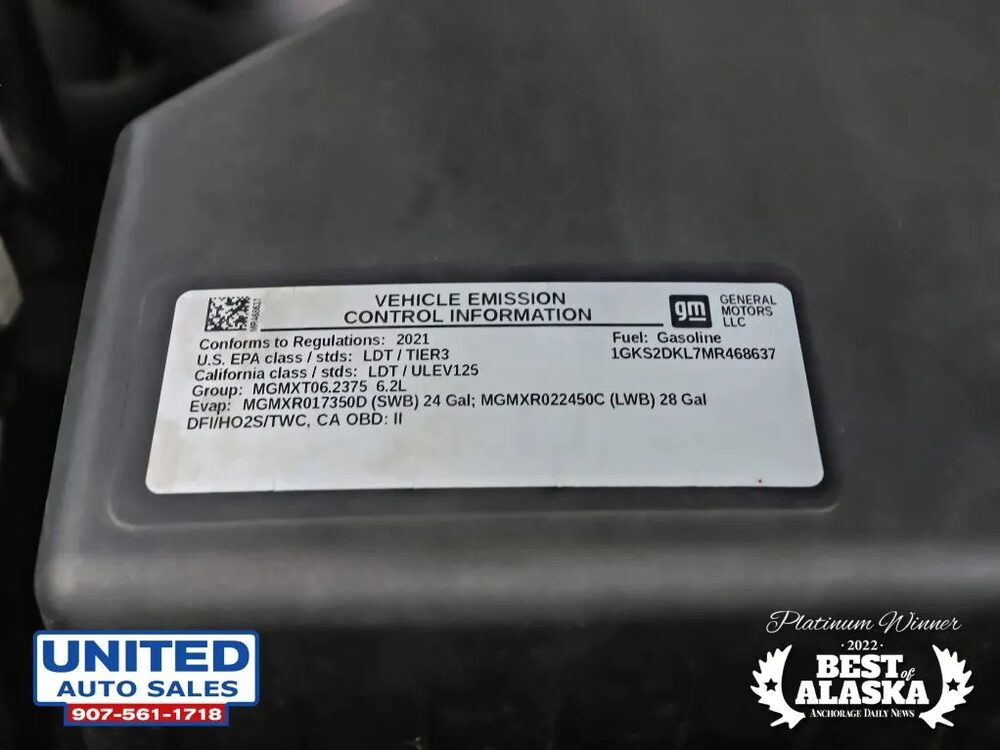 VEHICLE EMISSION
CONTROL INFORMATION
gm
GENERAL
MOTORS
LLC
MR468637
Conforms to Regulations: 2021
Fuel: Gasoline
U.S. EPA class / stds: LDT / TIER3
1GKS2DKL7MR468637
California class / stds: LDT / ULEV125
Group: MGMXT06.2375 6.2L
Evap: MGMXR017350D (SWB) 24 Gal; MGMXR022450C (LWB) 28 Gal
DFI/HO2S/TWC, CA OBD: II
UNITED
AUTO SALES
907-561-1718
Platinum Winner
·2022·
BEST of
ALASKA
ANCHORAGE DAILY NEWS